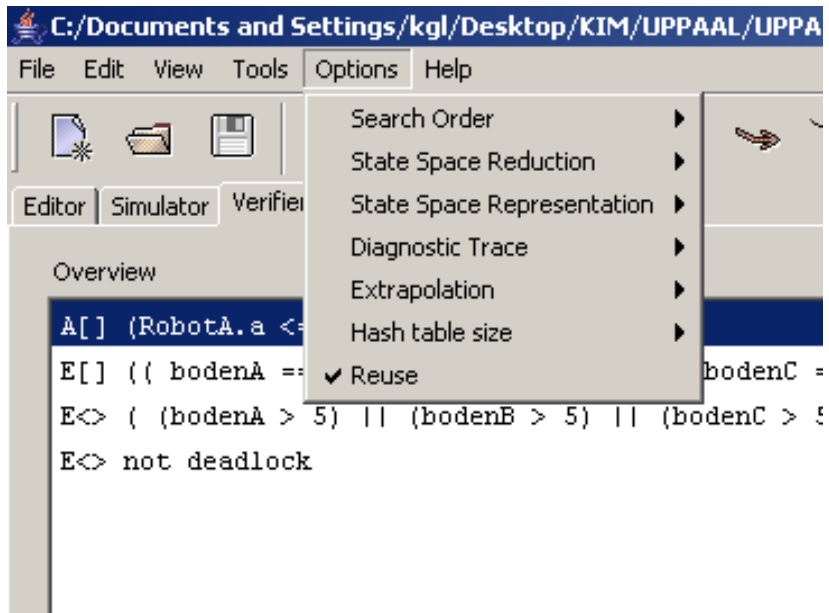 C:/Documents and Settings/kgl/Desktop/KIM/UPPAAL/UPPA
File Edit View Tools Options Help
Search Order
State Space Reduction
Editor Simulator Verifier State Space Representation
Diagnostic Trace
Overview
Extrapolation
A[] (RobotA.a <= Hash table size
E[] (( bodenA == Reuse bodenC =
E<> ( (bodenA > 5) || (bodenB > 5) || (bodenC > 5
E<> not deadlock